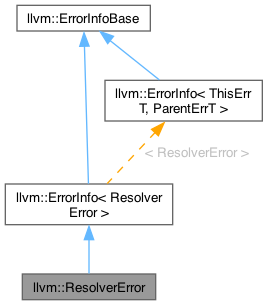 llvm::ErrorInfoBase
llvm::ErrorInfo< ThisErr
T, ParentErrT >
< ResolverError >
llvm::ErrorInfo< Resolver
Error >
llvm::ResolverError